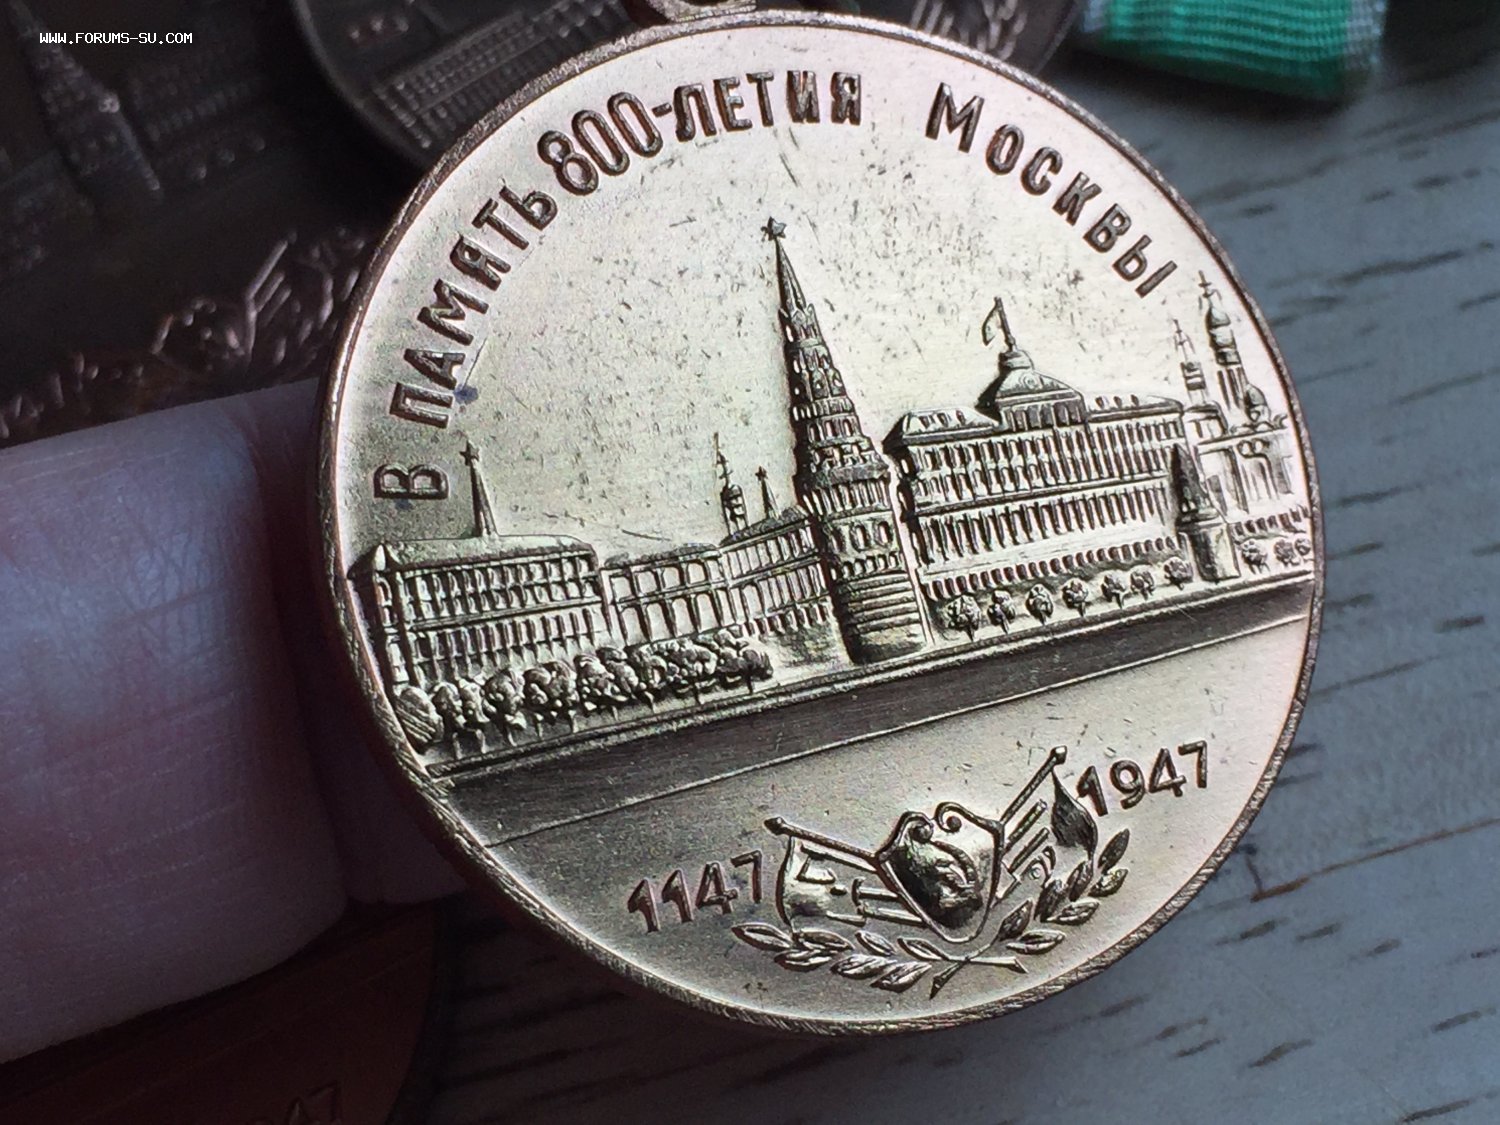 WWW.FORUMS-SU.COM
В ПАМЯТЬ 800-ЛЕТИЯ МОСКВЫ
1147 1947